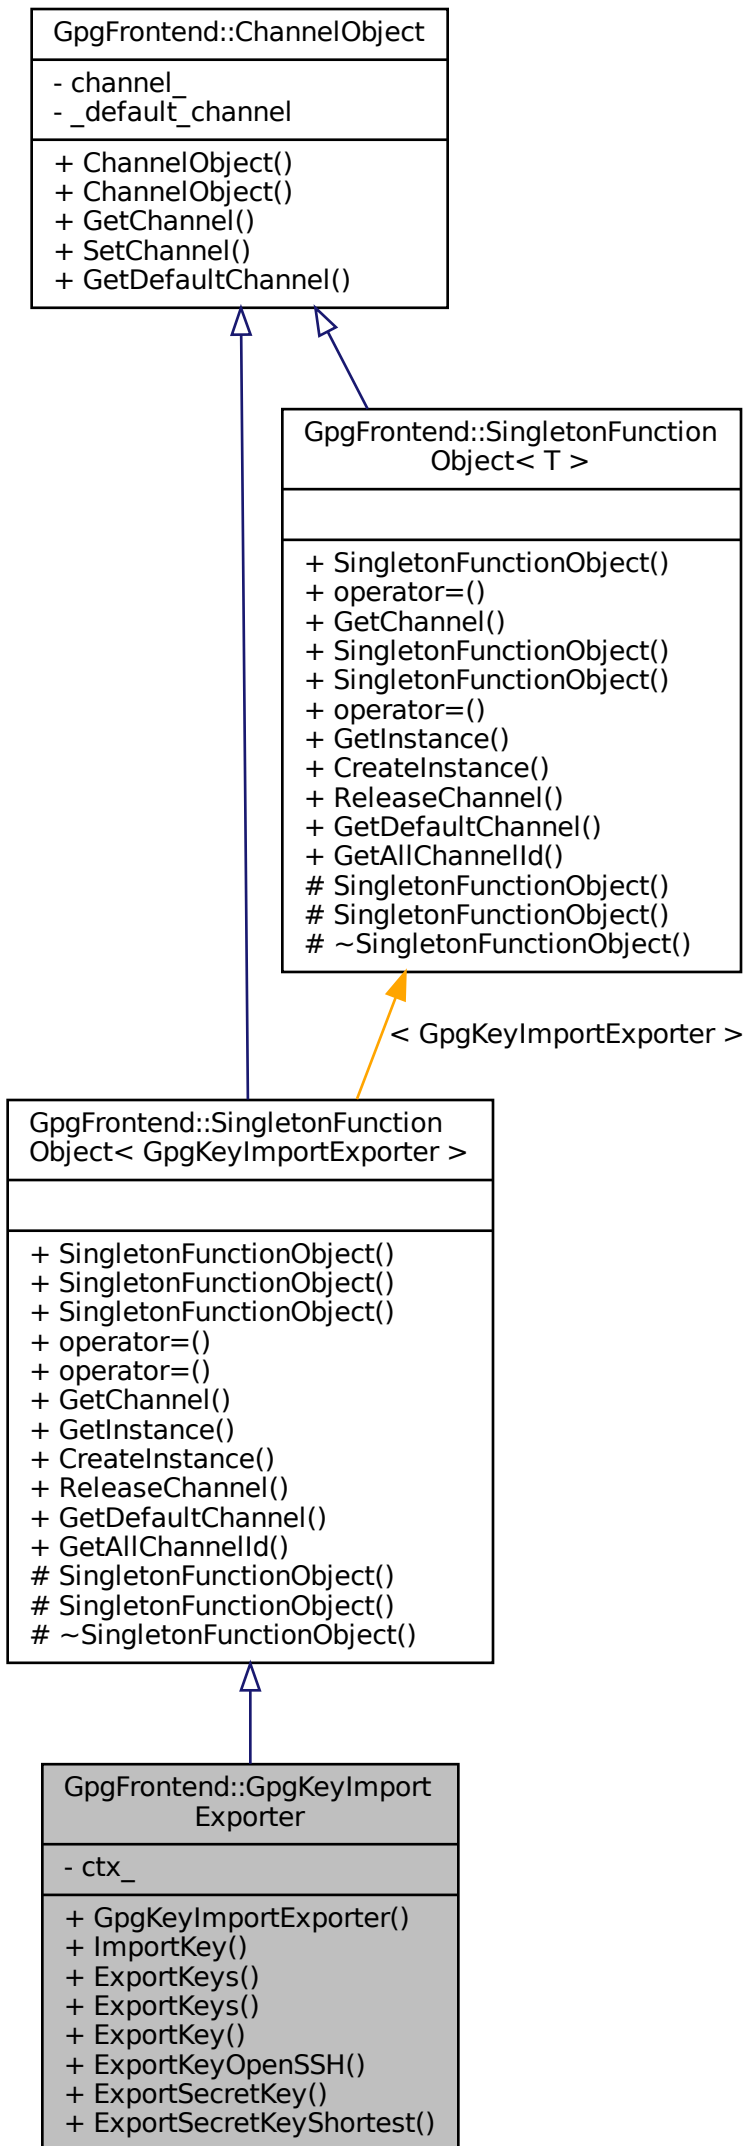 GpgFrontend::ChannelObject
- channel_
- _default_channel
+ ChannelObject()
+ ChannelObject()
+ GetChannel()
+ SetChannel()
+ GetDefaultChannel()
GpgFrontend::SingletonFunction
Object< T >
+ SingletonFunctionObject()
+ operator=()
+ GetChannel()
+ SingletonFunctionObject()
+ SingletonFunctionObject()
+ operator=()
+ GetInstance()
+ CreateInstance()
+ ReleaseChannel()
+ GetDefaultChannel()
+ GetAllChannelId()
# SingletonFunctionObject()
# SingletonFunctionObject()
# ~SingletonFunctionObject()
< GpgKeyImportExporter >
GpgFrontend::SingletonFunction
Object< GpgKeyImportExporter >
+ SingletonFunctionObject()
+ SingletonFunctionObject()
+ SingletonFunctionObject()
+ operator=()
+ operator=()
+ GetChannel()
+ GetInstance()
+ CreateInstance()
+ ReleaseChannel()
+ GetDefaultChannel()
+ GetAllChannelId()
# SingletonFunctionObject()
# SingletonFunctionObject()
# ~SingletonFunctionObject()
GpgFrontend::GpgKeyImport
Exporter
- ctx_
+ GpgKeyImportExporter()
+ ImportKey()
+ ExportKeys()
+ ExportKeys()
+ ExportKey()
+ ExportKeyOpenSSH()
+ ExportSecretKey()
+ ExportSecretKeyShortest()